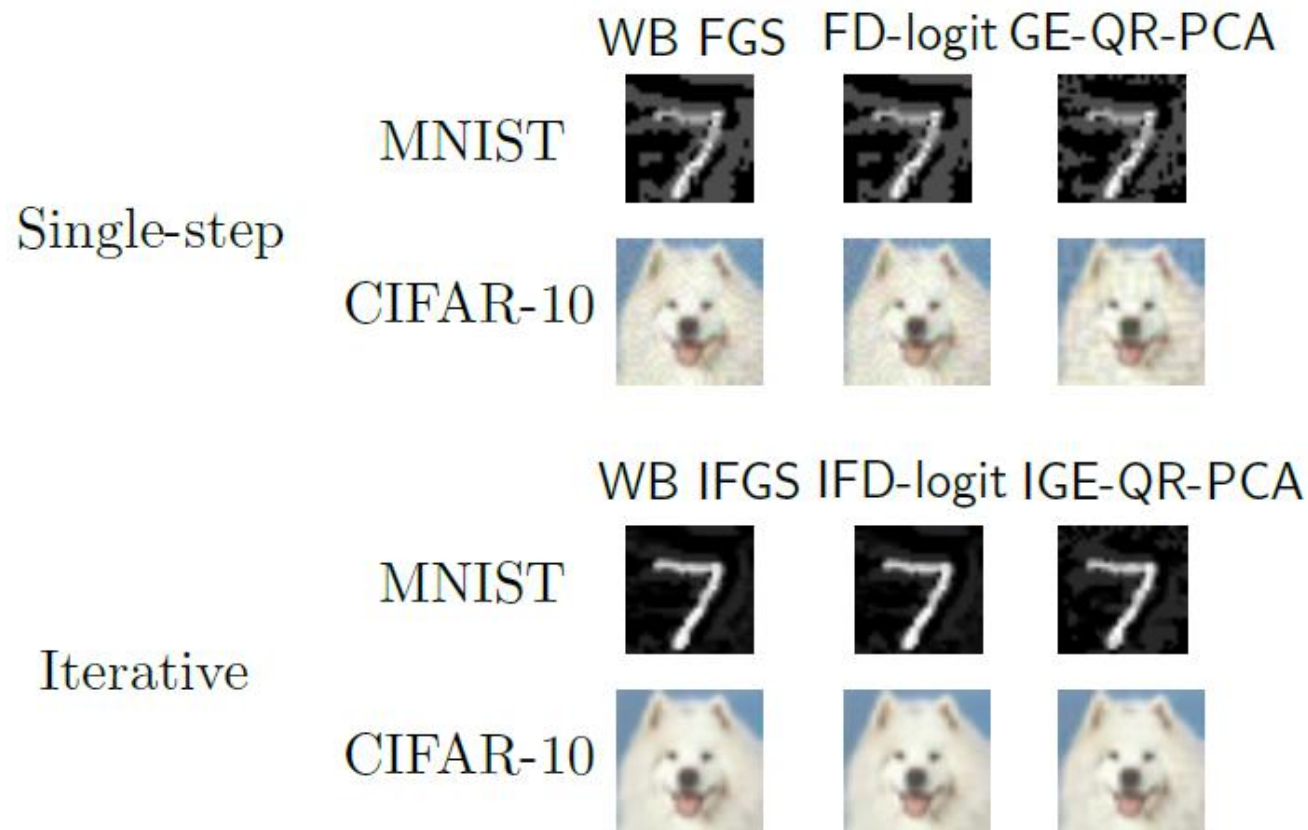 WB FGS FD-logit GE-QR-PCA
MNIST
Single-step
CIFAR-10
WB IFGS IFD-logit IGE-QR-PCA
MNIST
Iterative
CIFAR-10